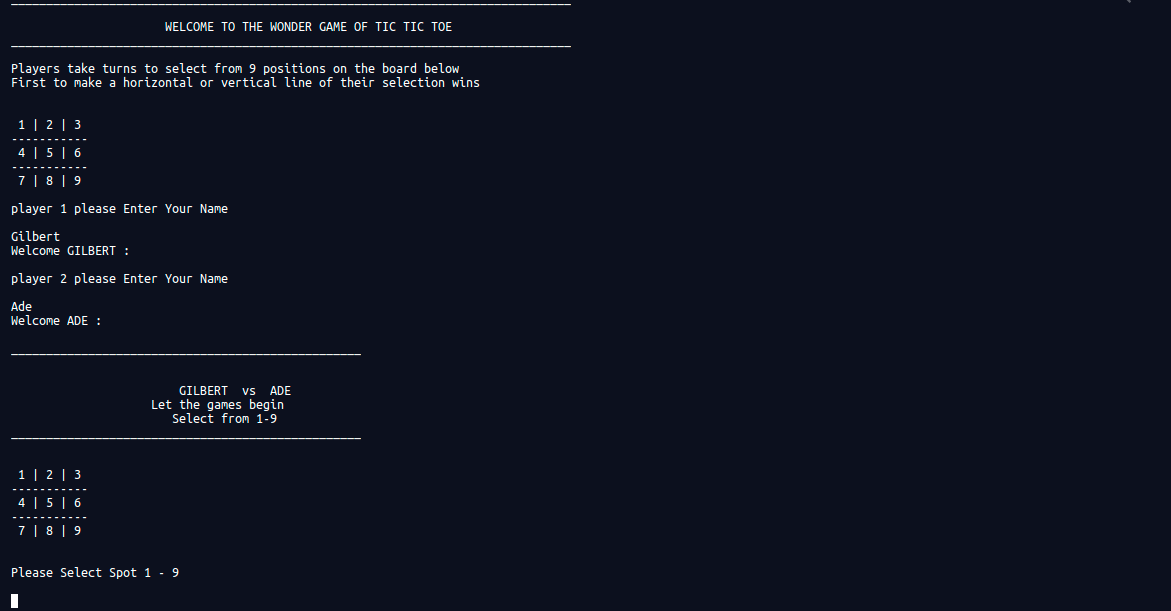 WELCOME TO THE WONDER GAME OF TIC TIC TOE
Players take turns to select from 9 positions on the board below
First to make a horizontal or vertical line of their selection wins
1 | 2 | 3
-----------
4 | 5 | 6
-----------
7 | 8 | 9
player 1 please Enter Your Name
Gilbert
Welcome GILBERT :
player 2 please Enter Your Name
Ade
Welcome ADE :
GILBERT  vs  ADE
Let the games begin
Select from 1-9
1 | 2 | 3
-----------
4 | 5 | 6
-----------
7 | 8 | 9
Please Select Spot 1 - 9